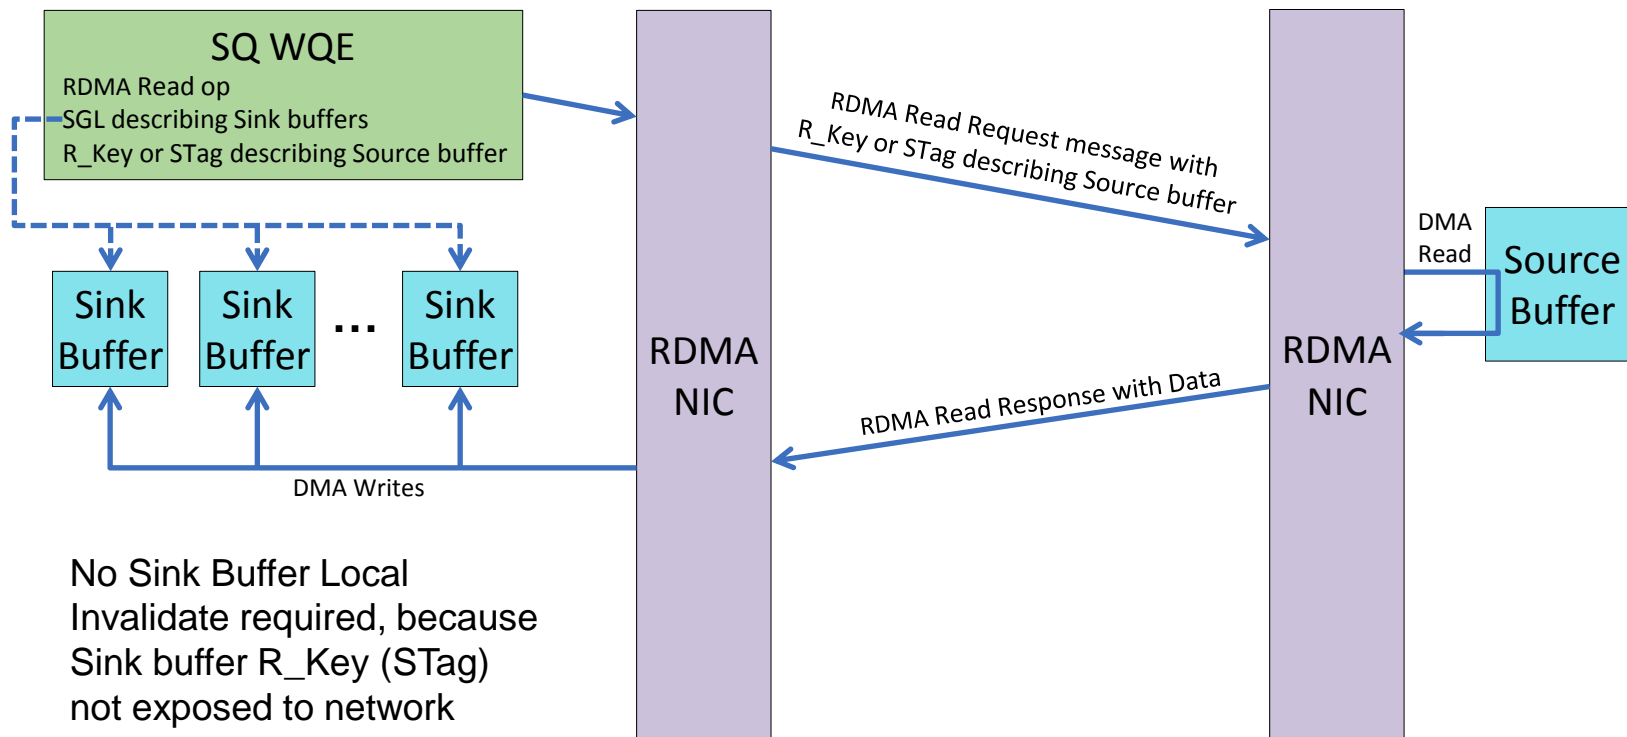 SQ WQE
RDMA Read op
SGL describing Sink buffers
R_Key or STag describing Source buffer
RDMA Read Request message with
R_Key or STag describing Source buffer
DMA
Read
Source
Buffer
Sink
Buffer
Sink
Buffer
...
Sink
Buffer
RDMA
NIC
RDMA
NIC
RDMA Read Response with Data
DMA Writes
No Sink Buffer Local
Invalidate required, because
Sink buffer R_Key (STag)
not exposed to network